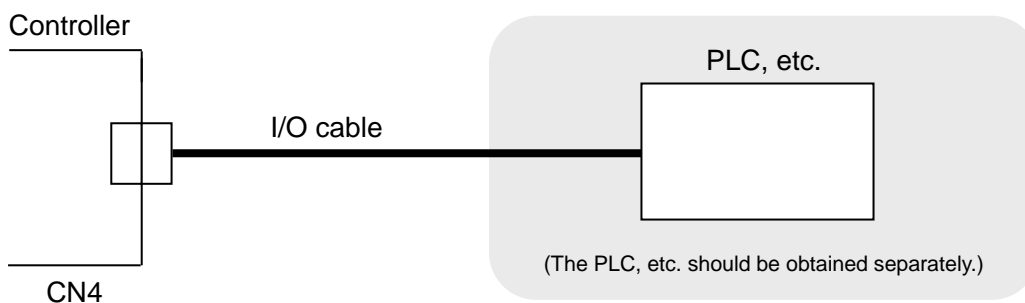 Controller
PLC, etc.
I/O cable
(The PLC, etc. should be obtained separately.)
CN4